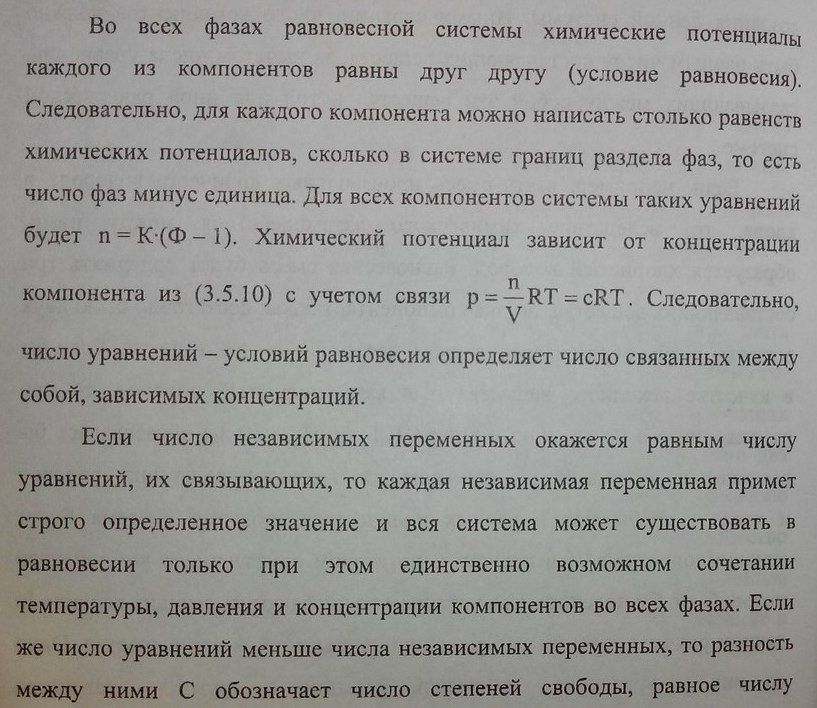 Во всех фазах равновесной системы химические потенциалы
каждого из компонентов равны друг другу (условие равновесия).
Следовательно, для каждого компонента можно написать столько равенств
химических потенциалов, сколько в системе границ раздела фаз, то есть
число фаз минус единица. Для всех компонентов системы таких уравнений
будет n = К·(Ф – 1). Химический потенциал зависит от концентрации
компонента из (3.5.10) с учетом связи p = n/V RT = cRT. Следовательно,
число уравнений – условий равновесия определяет число связанных между
собой, зависимых концентраций.
Если число независимых переменных окажется равным числу
уравнений, их связывающих, то каждая независимая переменная примет
строго определенное значение и вся система может существовать в
равновесии только при этом единственно возможном сочетании
температуры, давления и концентрации компонентов во всех фазах. Если
же число уравнений меньше числа независимых переменных, то разность
между ними С обозначает число степеней свободы, равное числу